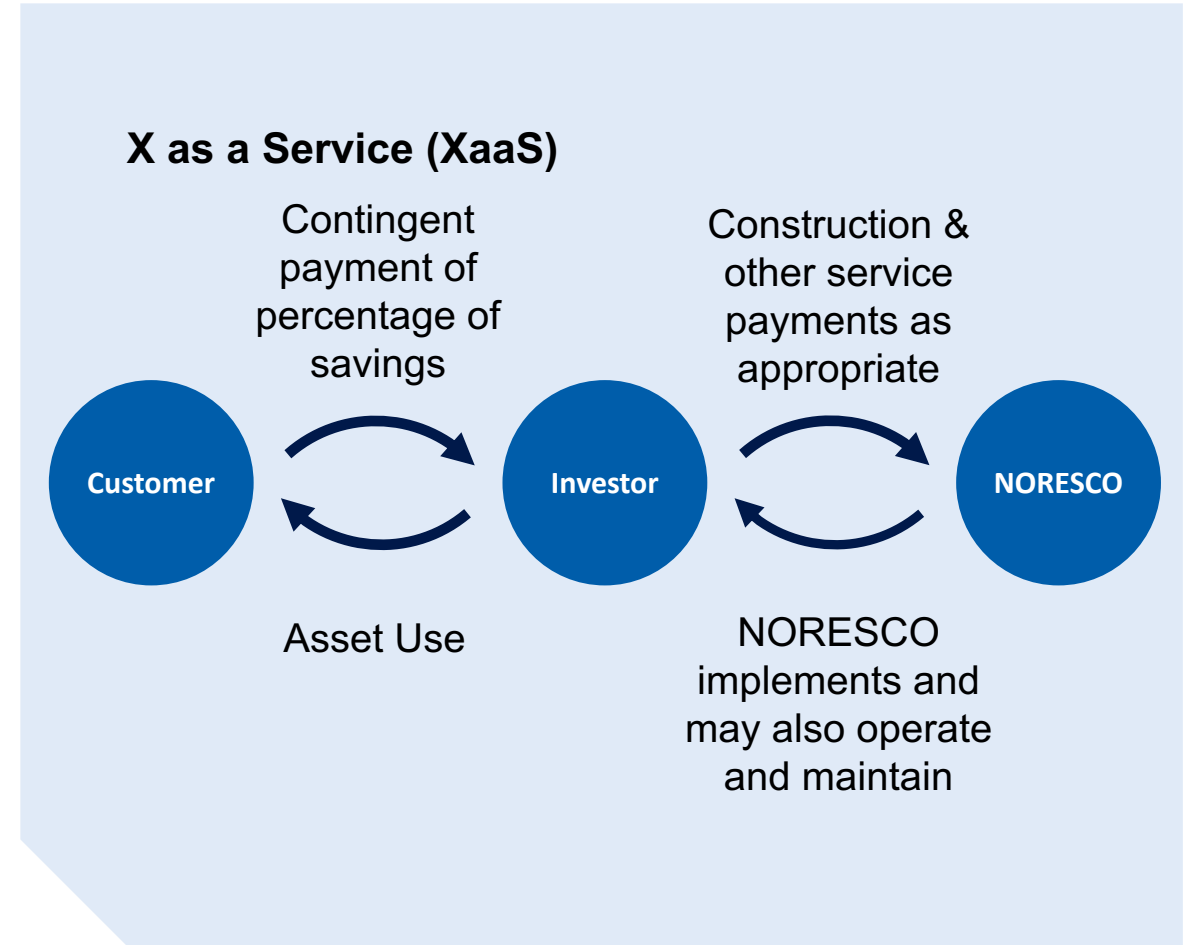 X as a Service (XaaS)
Contingent
payment of
percentage of
savings
Construction &
other service
payments as
appropriate
Customer
Investor
NORESCO
Asset Use
NORESCO
implements and
may also operate
and maintain